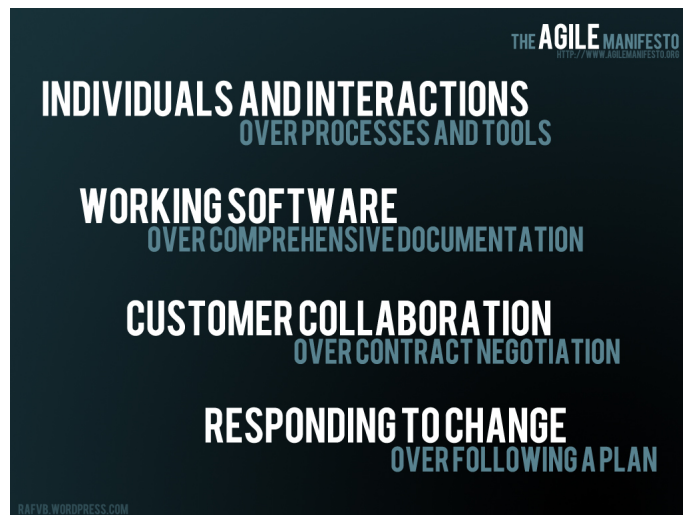 THE AGILE MANIFESTO
HTTP://WWW.AGILEMANIFESTO.ORG
INDIVIDUALS AND INTERACTIONS
OVER PROCESSES AND TOOLS
WORKING SOFTWARE
OVER COMPREHENSIVE DOCUMENTATION
CUSTOMER COLLABORATION
OVER CONTRACT NEGOTIATION
RESPONDING TO CHANGE
OVER FOLLOWING A PLAN
RAFVB.WORDPRESS.COM